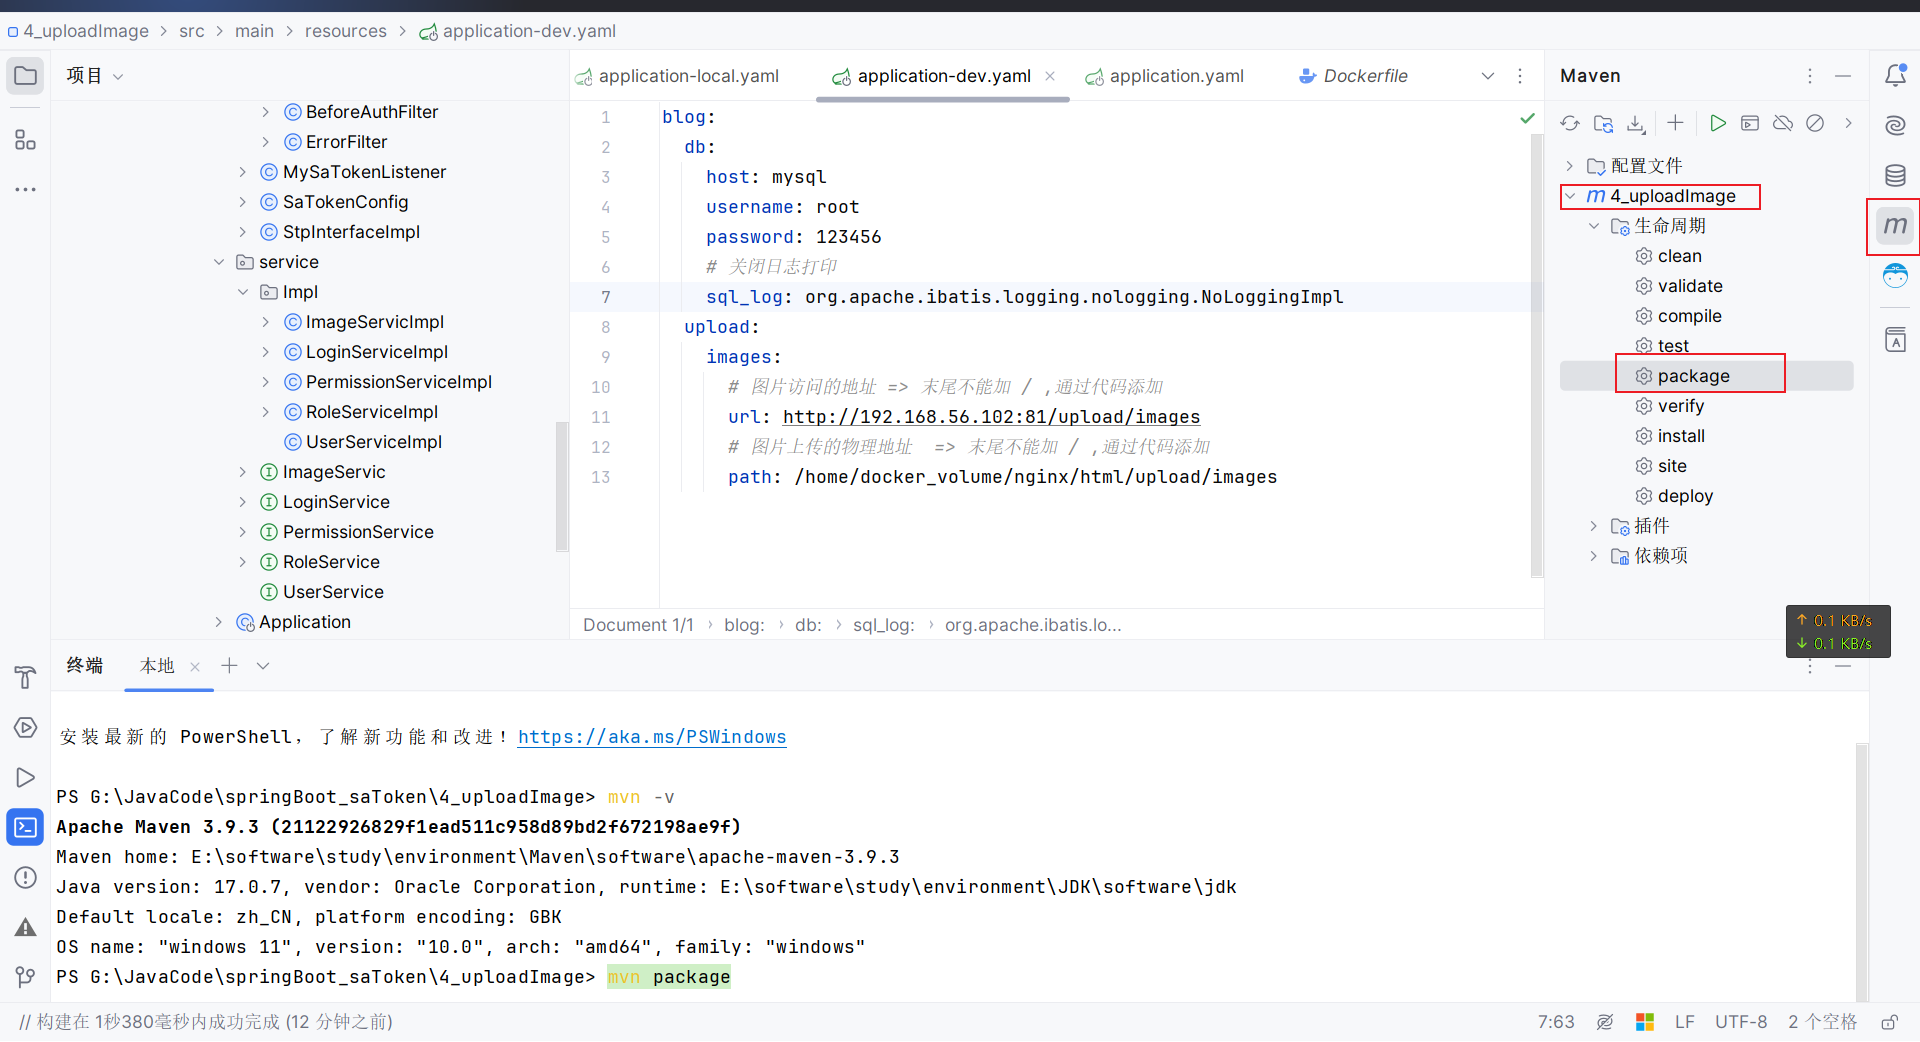 4_uploadImage > src > main > resources > application-dev.yaml
项目
application-local.yaml
application-dev.yaml ×
application.yaml
Dockerfile
Maven
BeforeAuthFilter
ErrorFilter
MySaTokenListener
SaTokenConfig
StpInterfaceImpl
service
Impl
ImageServicImpl
LoginServiceImpl
PermissionServiceImpl
RoleServiceImpl
UserServiceImpl
ImageServic
LoginService
PermissionService
RoleService
UserService
Application
1 blog:
2 db:
3 host: mysql
4 username: root
5 password: 123456
6 # 关闭日志打印
7 sql_log: org.apache.ibatis.logging.nologging.NoLoggingImpl
8 upload:
9 images:
10 # 图片访问的地址 => 末尾不能加 / ,通过代码添加
11 url: http://192.168.56.102:81/upload/images
12 # 图片上传的物理地址 => 末尾不能加 / ,通过代码添加
13 path: /home/docker_volume/nginx/html/upload/images
Document 1/1 > blog: > db: > sql_log: > org.apache.ibatis.lo...
配置文件
m 4_uploadImage
生命周期
clean
validate
compile
test
package
verify
install
site
deploy
插件
依赖项
m
↑ 0.1 KB/s
↓ 0.1 KB/s
终端 本地 ×
安装最新的 PowerShell，了解新功能和改进！https://aka.ms/PSWindows
PS G:\JavaCode\springBoot_saToken\4_uploadImage> mvn -v
Apache Maven 3.9.3 (21122926829f1ead511c958d89bd2f672198ae9f)
Maven home: E:\software\study\environment\Maven\software\apache-maven-3.9.3
Java version: 17.0.7, vendor: Oracle Corporation, runtime: E:\software\study\environment\JDK\software\jdk
Default locale: zh_CN, platform encoding: GBK
OS name: "windows 11", version: "10.0", arch: "amd64", family: "windows"
PS G:\JavaCode\springBoot_saToken\4_uploadImage> mvn package
// 构建在 1秒380毫秒内成功完成 (12 分钟之前)
7:63 LF UTF-8 2 个空格